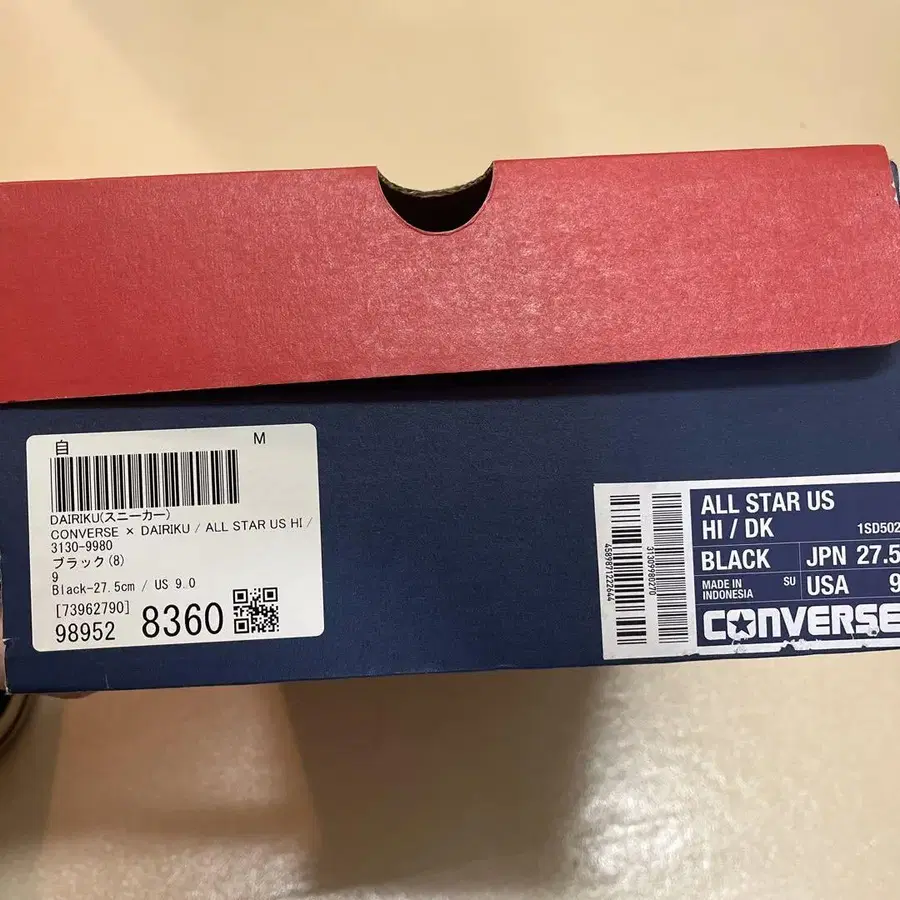 自 M
DAIRIKU(スニーカー)
CONVERSE × DAIRIKU / ALL STAR US HI /
3130-9980
ブラック(8)
9
Black-27.5cm / US 9.0
[73962790]
98952 8360
4589871222644
31309980270
ALL STAR US
HI / DK 1SD502
BLACK JPN 27.5
MADE IN
INDONESIA
SU USA 9
CONVERSE